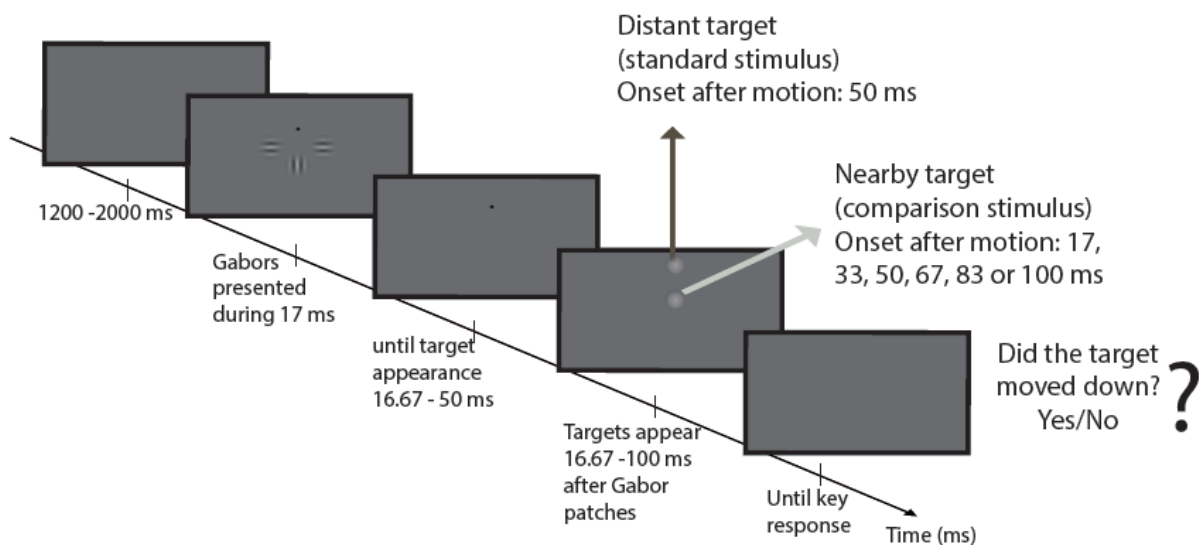 Distant target
(standard stimulus)
Onset after motion: 50 ms
Nearby target
(comparison stimulus)
Onset after motion: 17,
33, 50, 67, 83 or 100 ms
1200 -2000 ms
Gabors
presented
during 17 ms
until target
appearance
16.67 - 50 ms
Targets appear
16.67 -100 ms
after Gabor
patches
Until key
response
Time (ms)
Did the target
moved down?
Yes/No
?